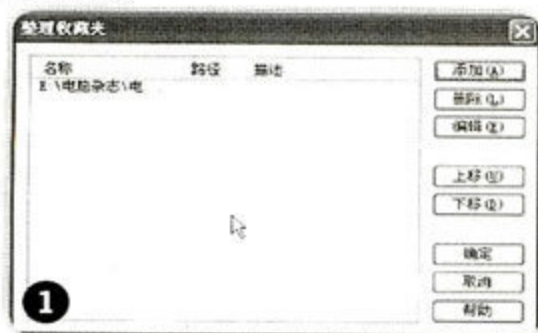 整理收藏夹
名称 路径 描述
E:\电脑杂志\电
添加(A)
删除(L)
编辑(E)
上移(U)
下移(D)
确定
取消
帮助
1